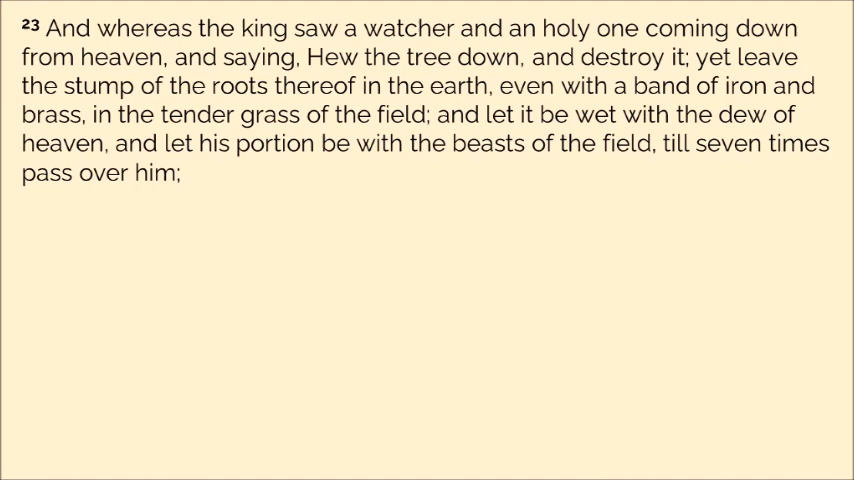 23 And whereas the king saw a watcher and an holy one coming down
from heaven, and saying, Hew the tree down, and destroy it; yet leave
the stump of the roots thereof in the earth, even with a band of iron and
brass, in the tender grass of the field; and let it be wet with the dew of
heaven, and let his portion be with the beasts of the field, till seven times
pass over him;